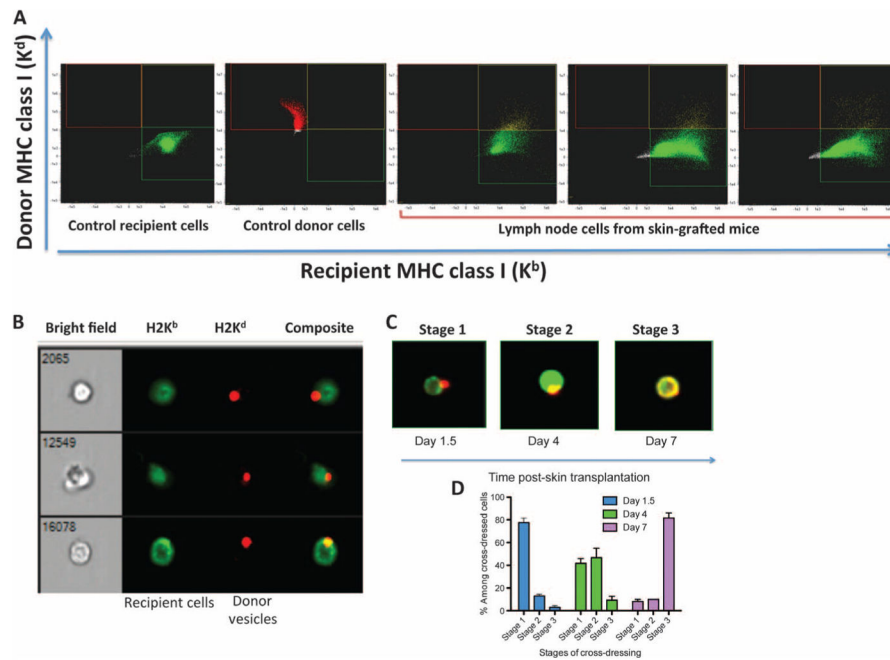 A
Donor MHC class I (Kd)
Control recipient cells
Control donor cells
Lymph node cells from skin-grafted mice
Recipient MHC class I (Kb)
B
Bright field
H2Kb
H2Kd
Composite
2065
12549
16078
Recipient cells
Donor
vesicles
C
Stage 1
Stage 2
Stage 3
Day 1.5
Day 4
Day 7
Time post-skin transplantation
D
% Among cross-dressed cells
80
60
40
20
0
Day 1.5
Day 4
Day 7
Stage 1
Stage 2
Stage 3
Stage 1
Stage 2
Stage 3
Stage 1
Stage 2
Stage 3
Stages of cross-dressing